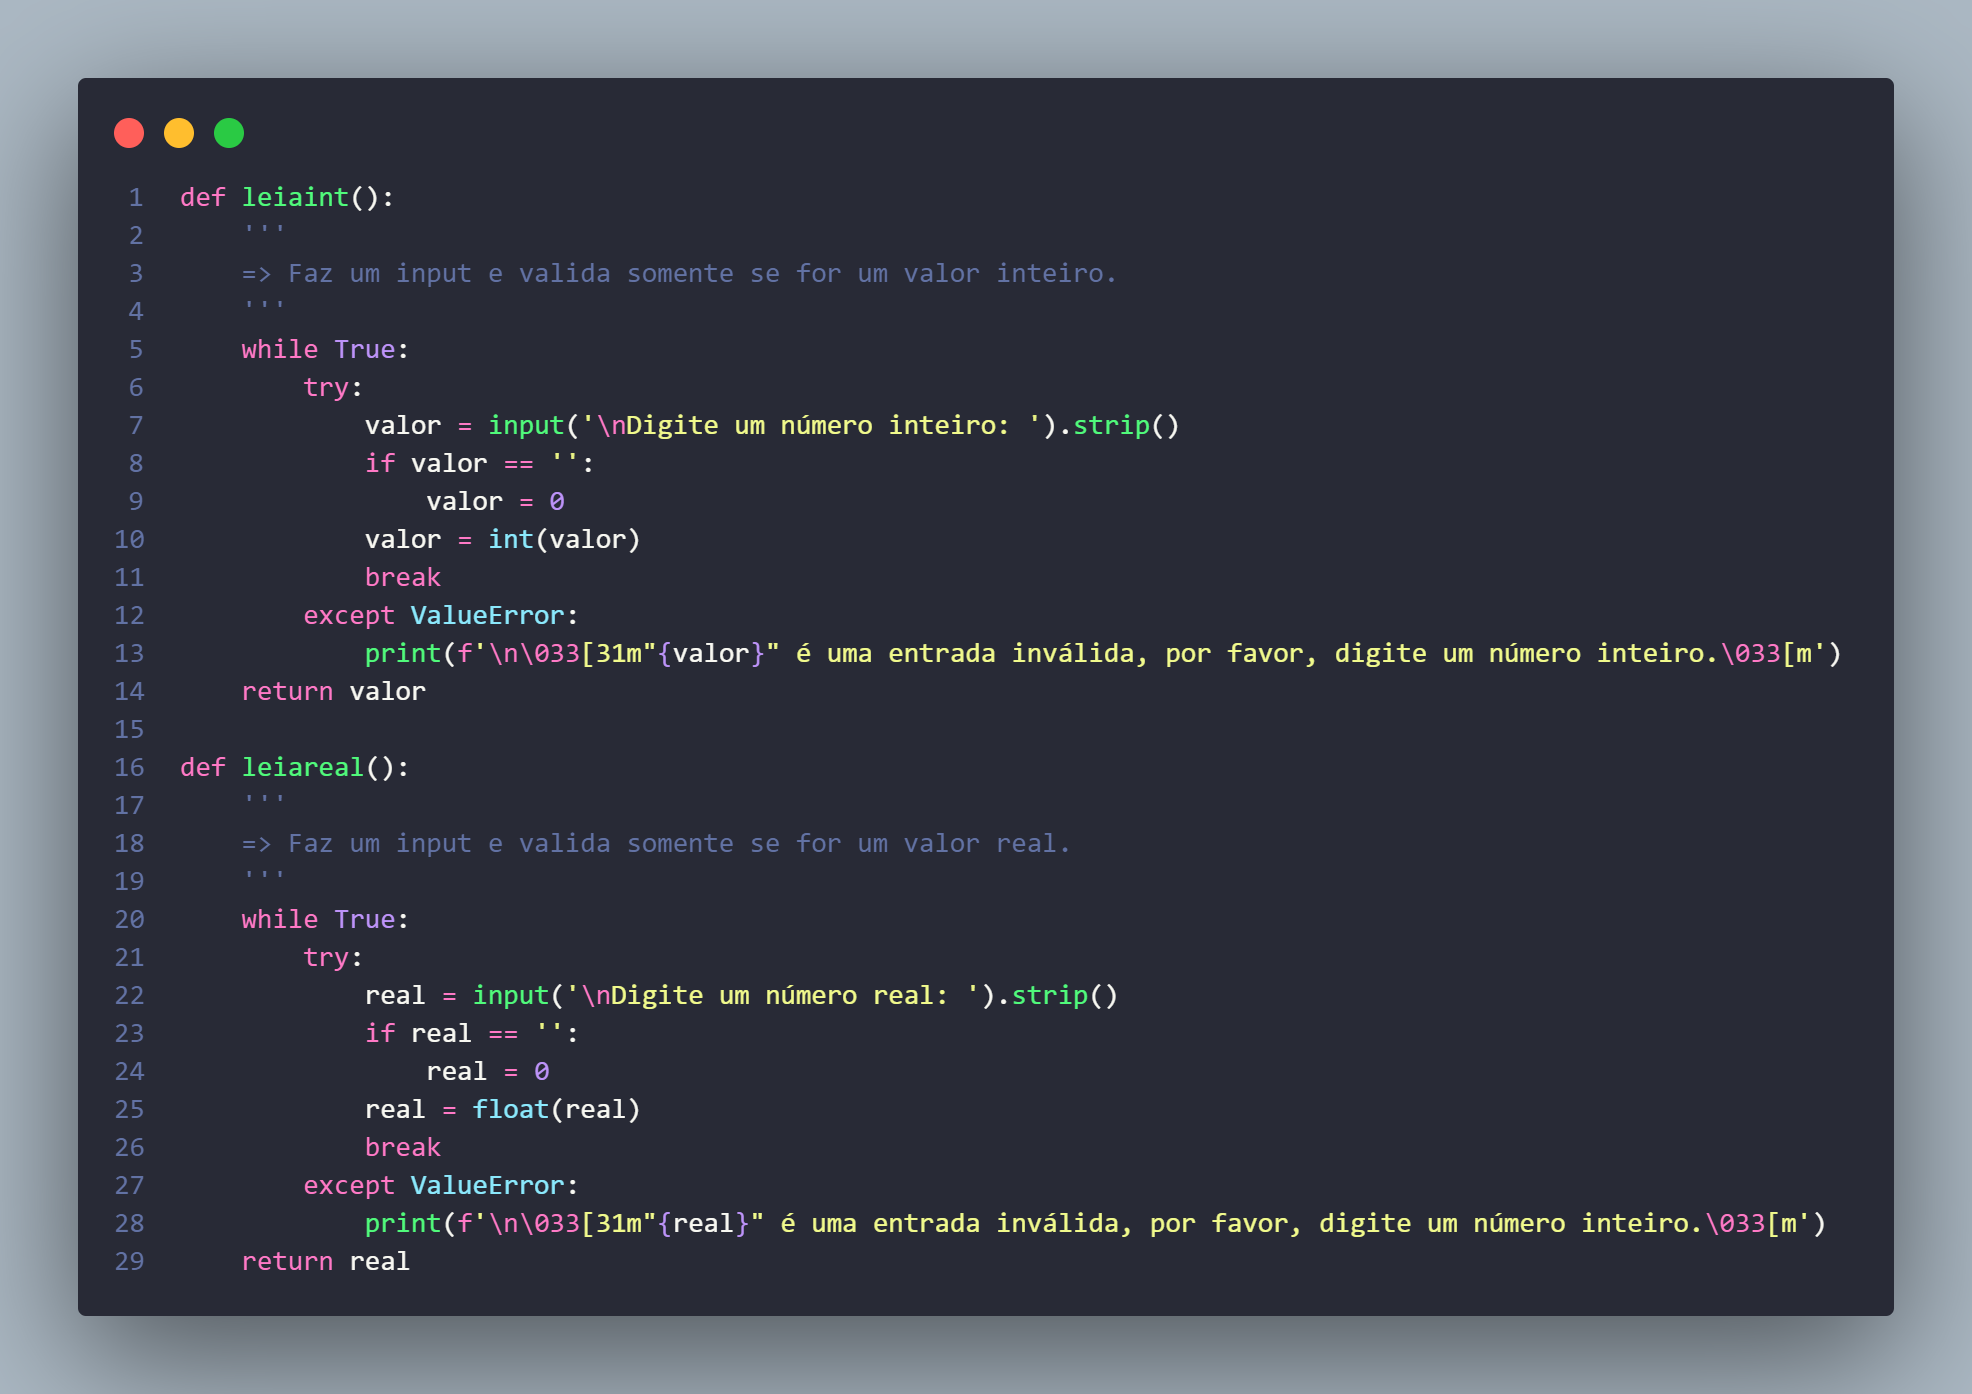 1 def leiaint():
2     '''
3     => Faz um input e valida somente se for um valor inteiro.
4     '''
5     while True:
6         try:
7             valor = input('\nDigite um número inteiro: ').strip()
8             if valor == '':
9                 valor = 0
10             valor = int(valor)
11             break
12         except ValueError:
13             print(f'\n\033[31m"{valor}" é uma entrada inválida, por favor, digite um número inteiro.\033[m')
14     return valor
15
16 def leiareal():
17     '''
18     => Faz um input e valida somente se for um valor real.
19     '''
20     while True:
21         try:
22             real = input('\nDigite um número real: ').strip()
23             if real == '':
24                 real = 0
25             real = float(real)
26             break
27         except ValueError:
28             print(f'\n\033[31m"{real}" é uma entrada inválida, por favor, digite um número inteiro.\033[m')
29     return real